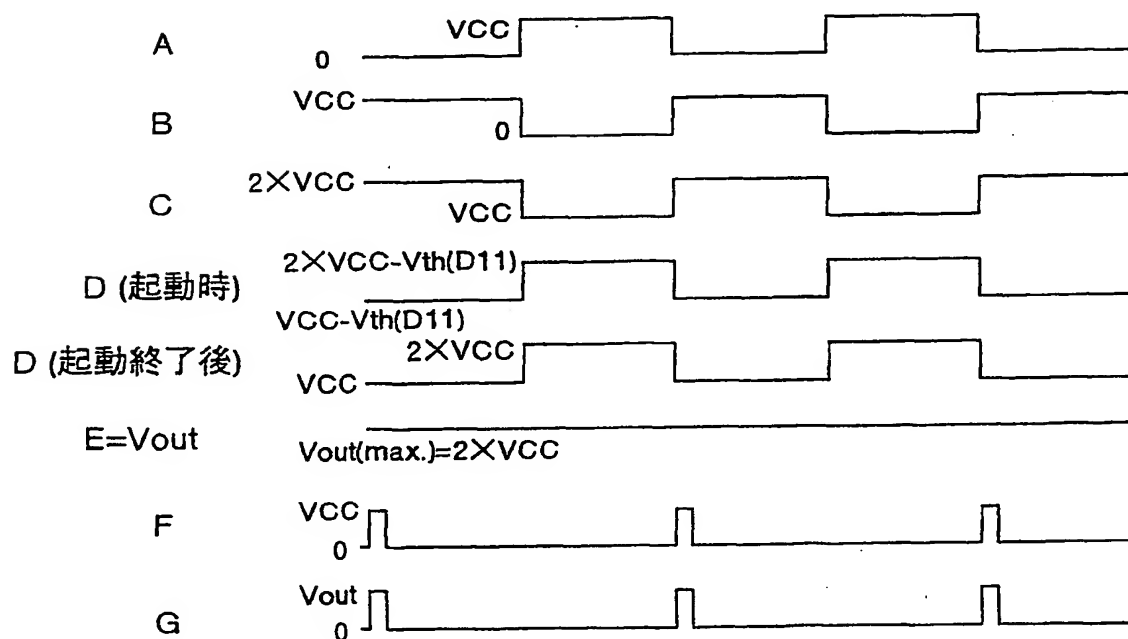 A
VCC
0
B
VCC
0
C
2×VCC
VCC
D (起動時)
2×VCC-Vth(D11)
VCC-Vth(D11)
D (起動終了後)
2×VCC
VCC
E=Vout
Vout(max.)=2×VCC
F
VCC
0
G
Vout
0